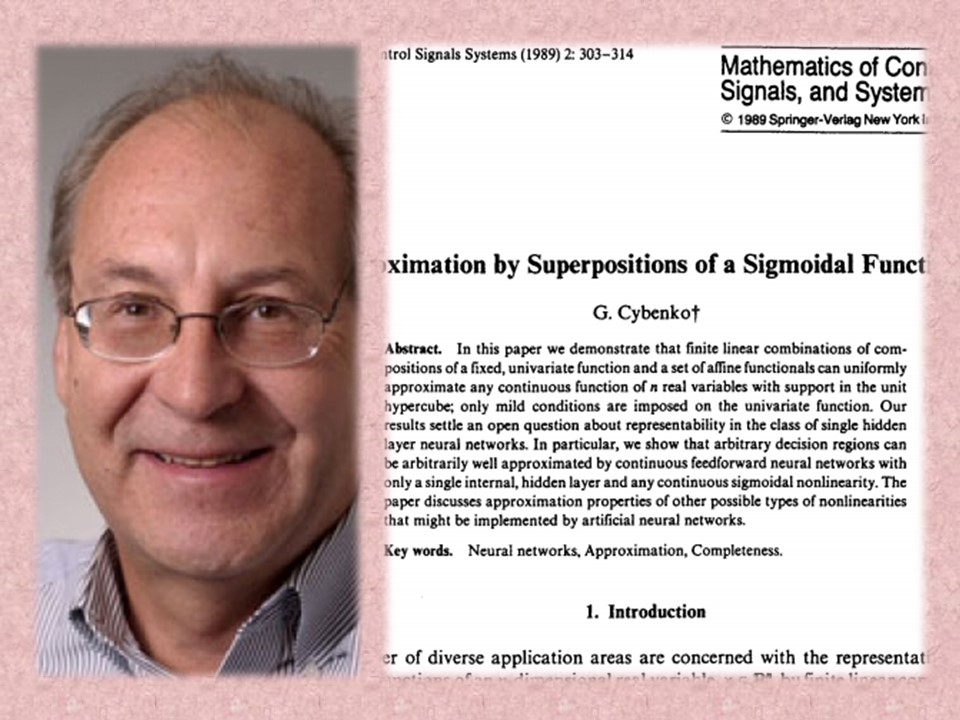 ntrol Signals Systems (1989) 2: 303–314
Mathematics of Con
Signals, and System
© 1989 Springer-Verlag New York I
oximation by Superpositions of a Sigmoidal Funct
G. Cybenko†
Abstract. In this paper we demonstrate that finite linear combinations of com-
positions of a fixed, univariate function and a set of affine functionals can uniformly
approximate any continuous function of n real variables with support in the unit
hypercube; only mild conditions are imposed on the univariate function. Our
results settle an open question about representability in the class of single hidden
layer neural networks. In particular, we show that arbitrary decision regions can
be arbitrarily well approximated by continuous feedforward neural networks with
only a single internal, hidden layer and any continuous sigmoidal nonlinearity. The
paper discusses approximation properties of other possible types of nonlinearities
that might be implemented by artificial neural networks.
Key words. Neural networks, Approximation, Completeness.
1. Introduction
er of diverse application areas are concerned with the representati